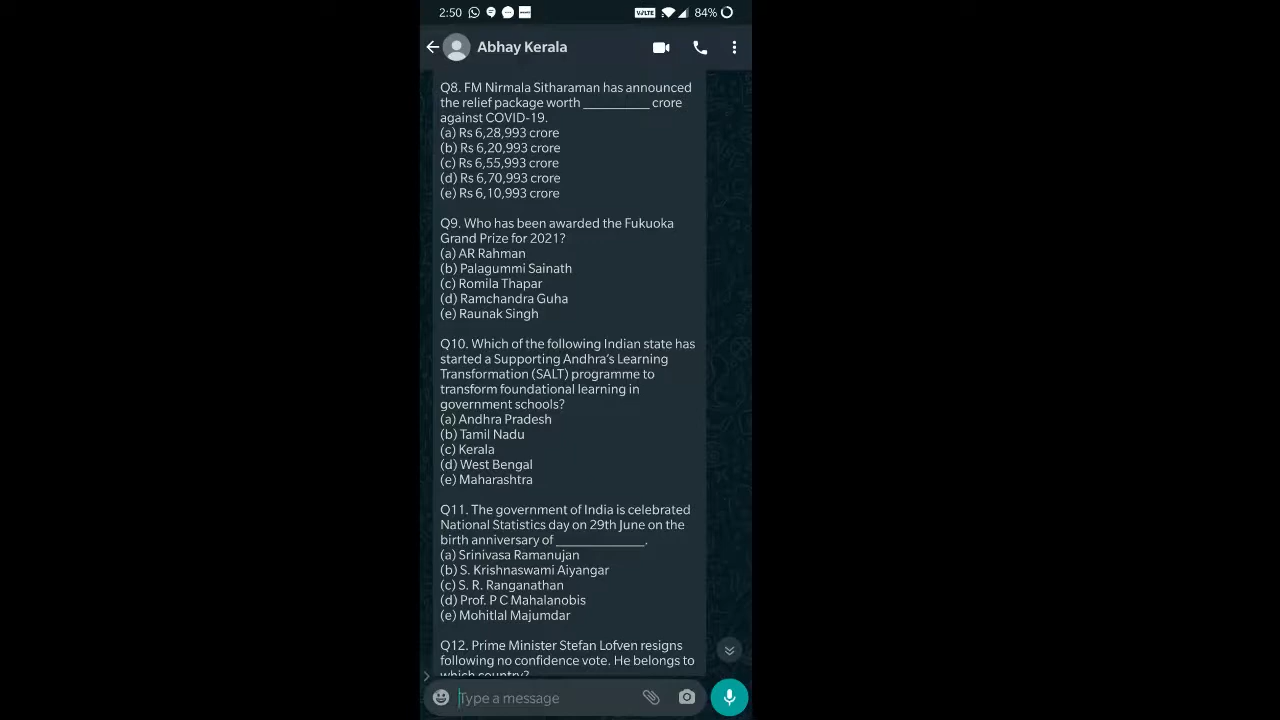 2:50
VoLTE 84%
Abhay Kerala
Q8. FM Nirmala Sitharaman has announced
the relief package worth __________ crore
against COVID-19.
(a) Rs 6,28,993 crore
(b) Rs 6,20,993 crore
(c) Rs 6,55,993 crore
(d) Rs 6,70,993 crore
(e) Rs 6,10,993 crore
Q9. Who has been awarded the Fukuoka
Grand Prize for 2021?
(a) AR Rahman
(b) Palagummi Sainath
(c) Romila Thapar
(d) Ramchandra Guha
(e) Raunak Singh
Q10. Which of the following Indian state has
started a Supporting Andhra's Learning
Transformation (SALT) programme to
transform foundational learning in
government schools?
(a) Andhra Pradesh
(b) Tamil Nadu
(c) Kerala
(d) West Bengal
(e) Maharashtra
Q11. The government of India is celebrated
National Statistics day on 29th June on the
birth anniversary of ______________.
(a) Srinivasa Ramanujan
(b) S. Krishnaswami Aiyangar
(c) S. R. Ranganathan
(d) Prof. P C Mahalanobis
(e) Mohitlal Majumdar
Q12. Prime Minister Stefan Lofven resigns
following no confidence vote. He belongs to
which country?
Type a message